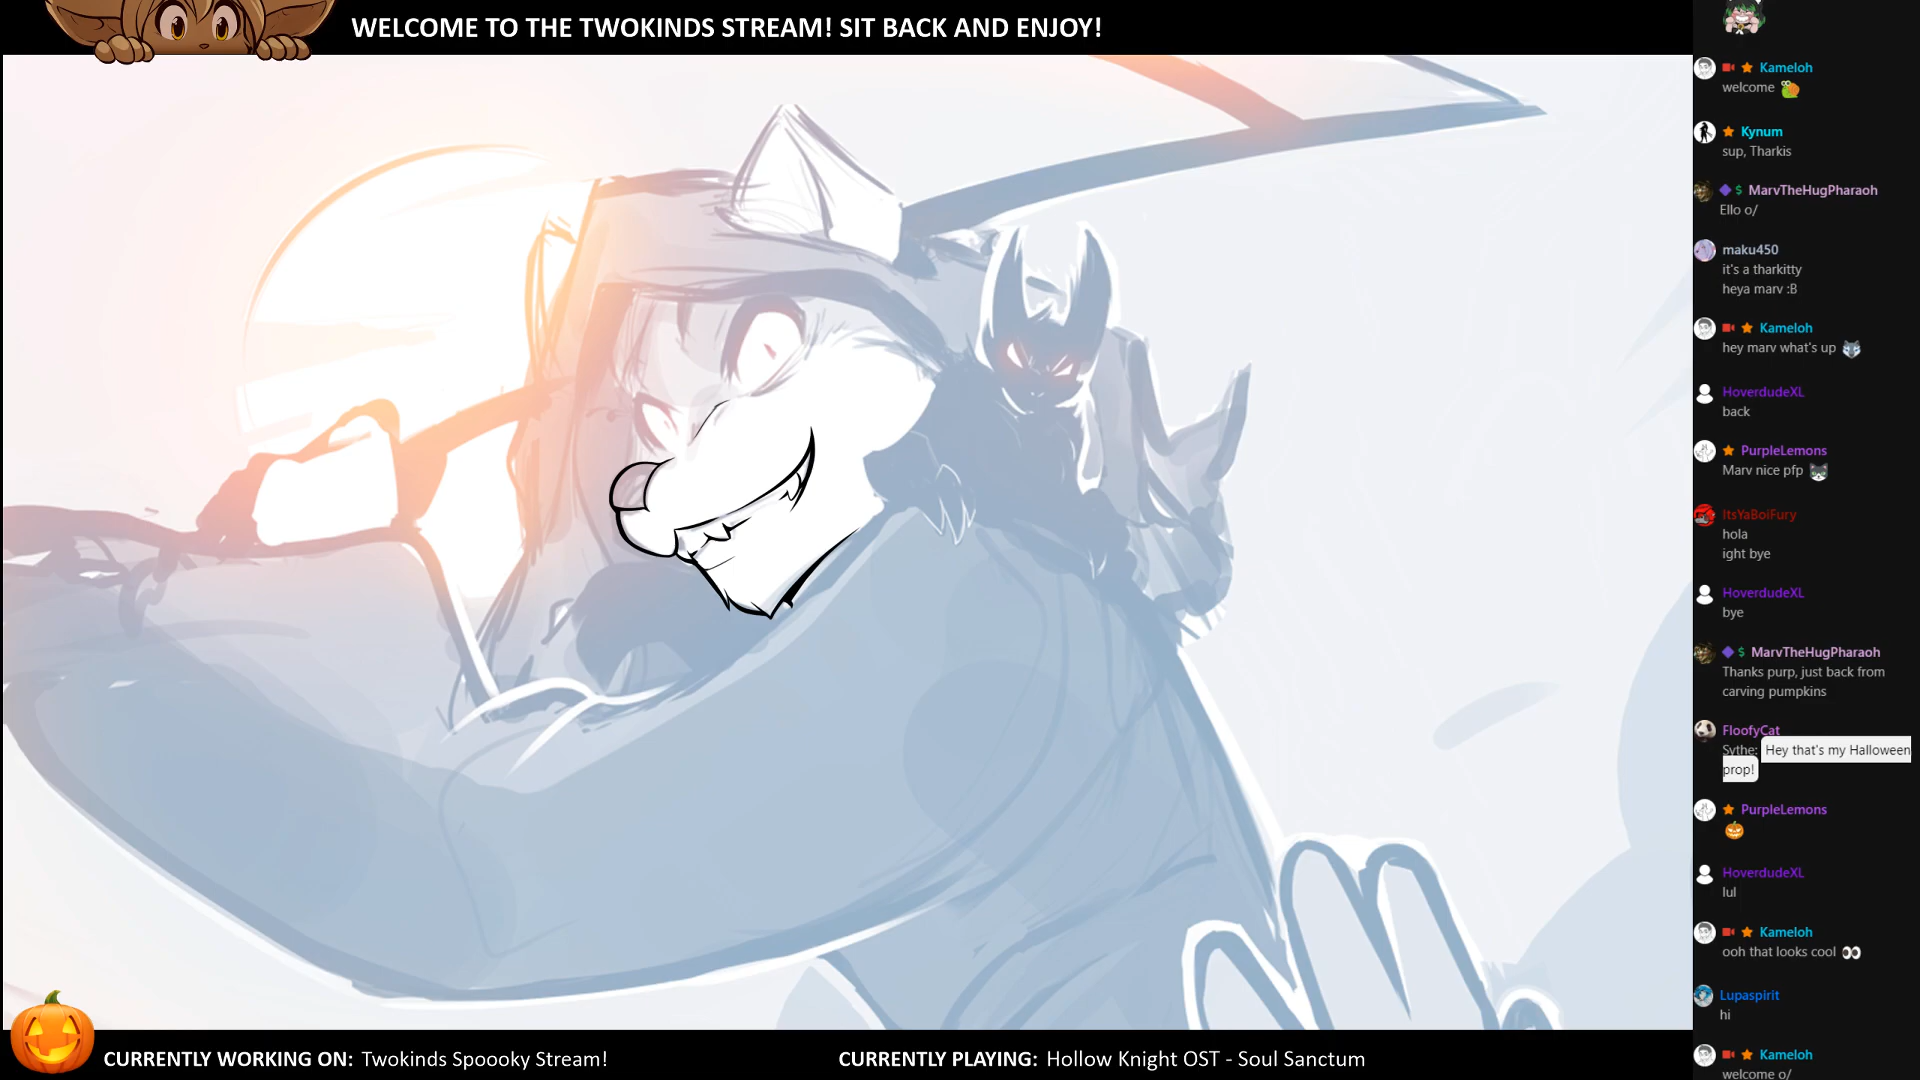 WELCOME TO THE TWOKINDS STREAM! SIT BACK AND ENJOY!
Kameloh
welcome
Kynum
sup, Tharkis
MarvTheHugPharaoh
Ello o/
maku450
it's a tharkitty
heya marv :B
Kameloh
hey marv what's up
HoverdudeXL
back
PurpleLemons
Marv nice pfp
ItsYaBoiFury
hola
ight bye
HoverdudeXL
bye
MarvTheHugPharaoh
Thanks purp, just back from
carving pumpkins
FloofyCat
Sythe: Hey that's my Halloween
prop!
PurpleLemons
HoverdudeXL
lul
Kameloh
ooh that looks cool
Lupaspirit
hi
Kameloh
welcome o/
CURRENTLY WORKING ON: Twokinds Spoooky Stream!
CURRENTLY PLAYING: Hollow Knight OST - Soul Sanctum